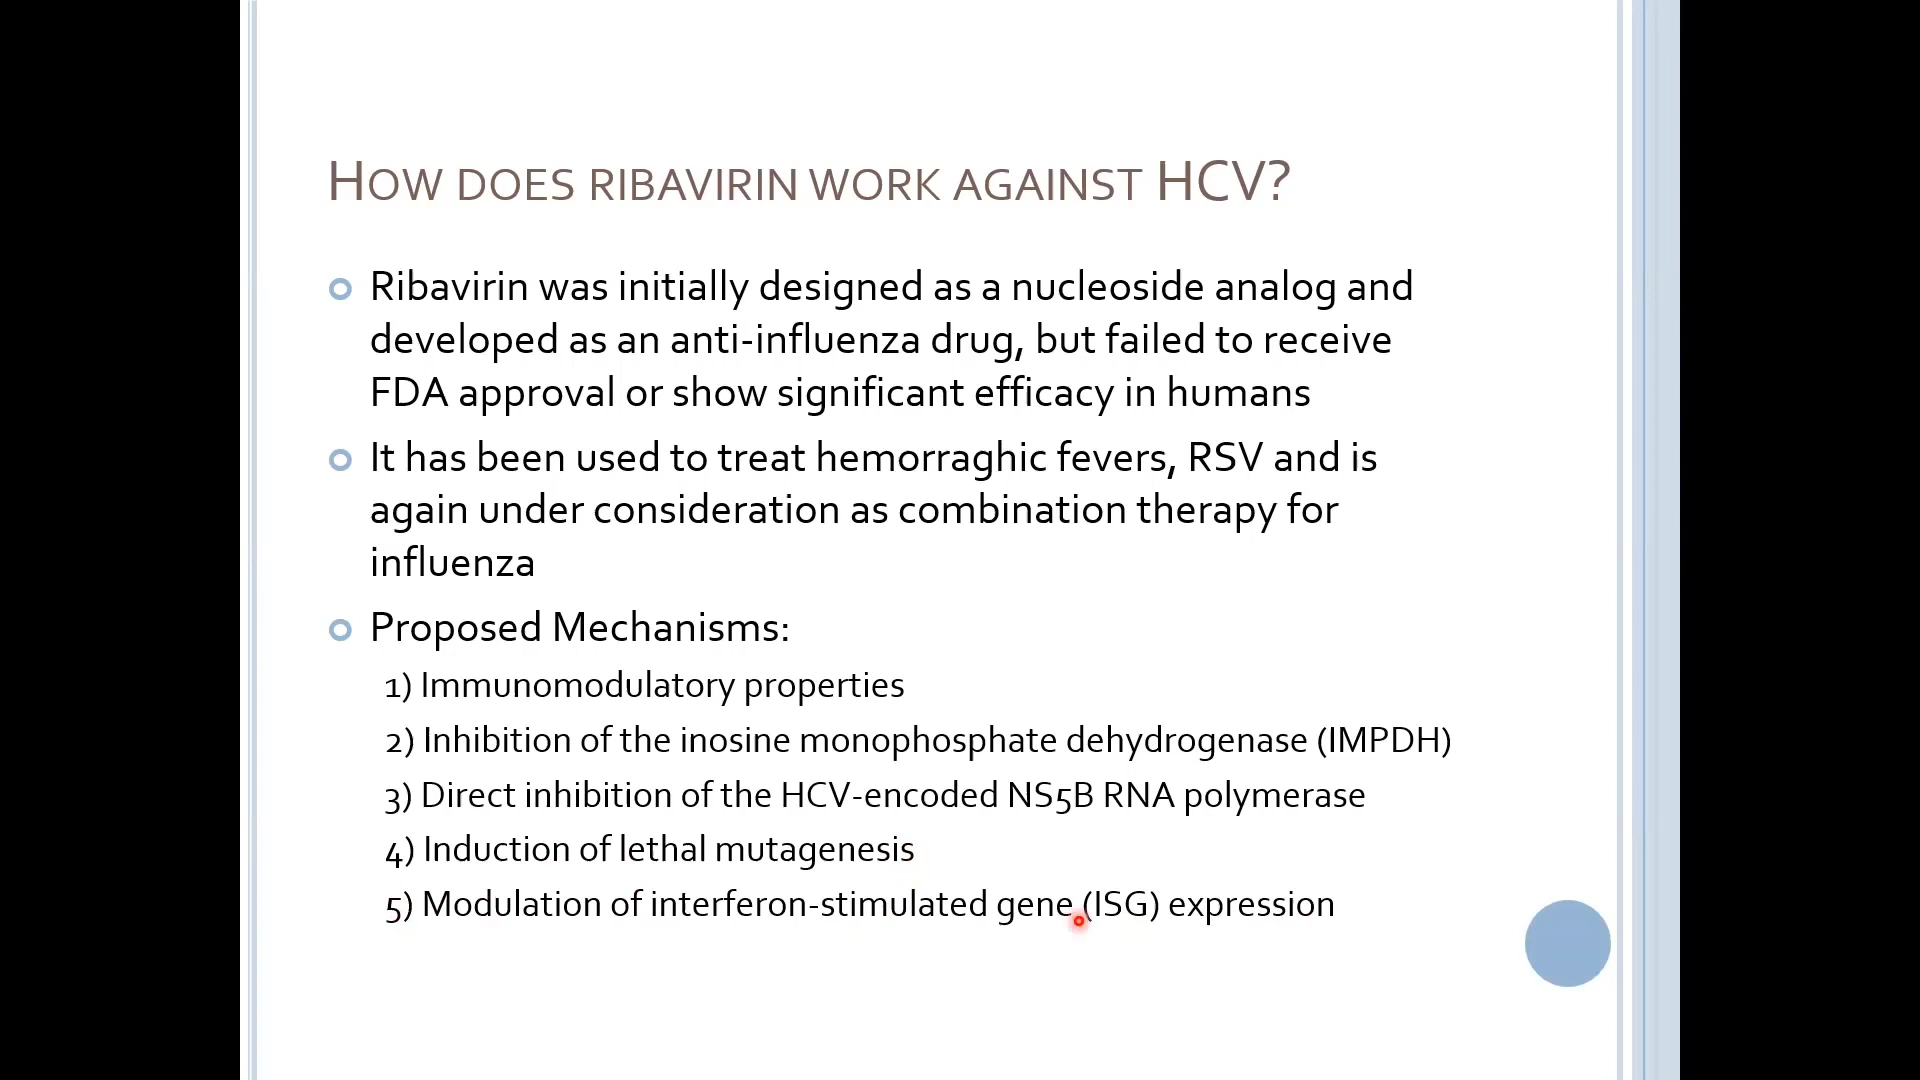 HOW DOES RIBAVIRIN WORK AGAINST HCV?
Ribavirin was initially designed as a nucleoside analog and
developed as an anti-influenza drug, but failed to receive
FDA approval or show significant efficacy in humans
It has been used to treat hemorraghic fevers, RSV and is
again under consideration as combination therapy for
influenza
Proposed Mechanisms:
1) Immunomodulatory properties
2) Inhibition of the inosine monophosphate dehydrogenase (IMPDH)
3) Direct inhibition of the HCV-encoded NS5B RNA polymerase
4) Induction of lethal mutagenesis
5) Modulation of interferon-stimulated gene (ISG) expression